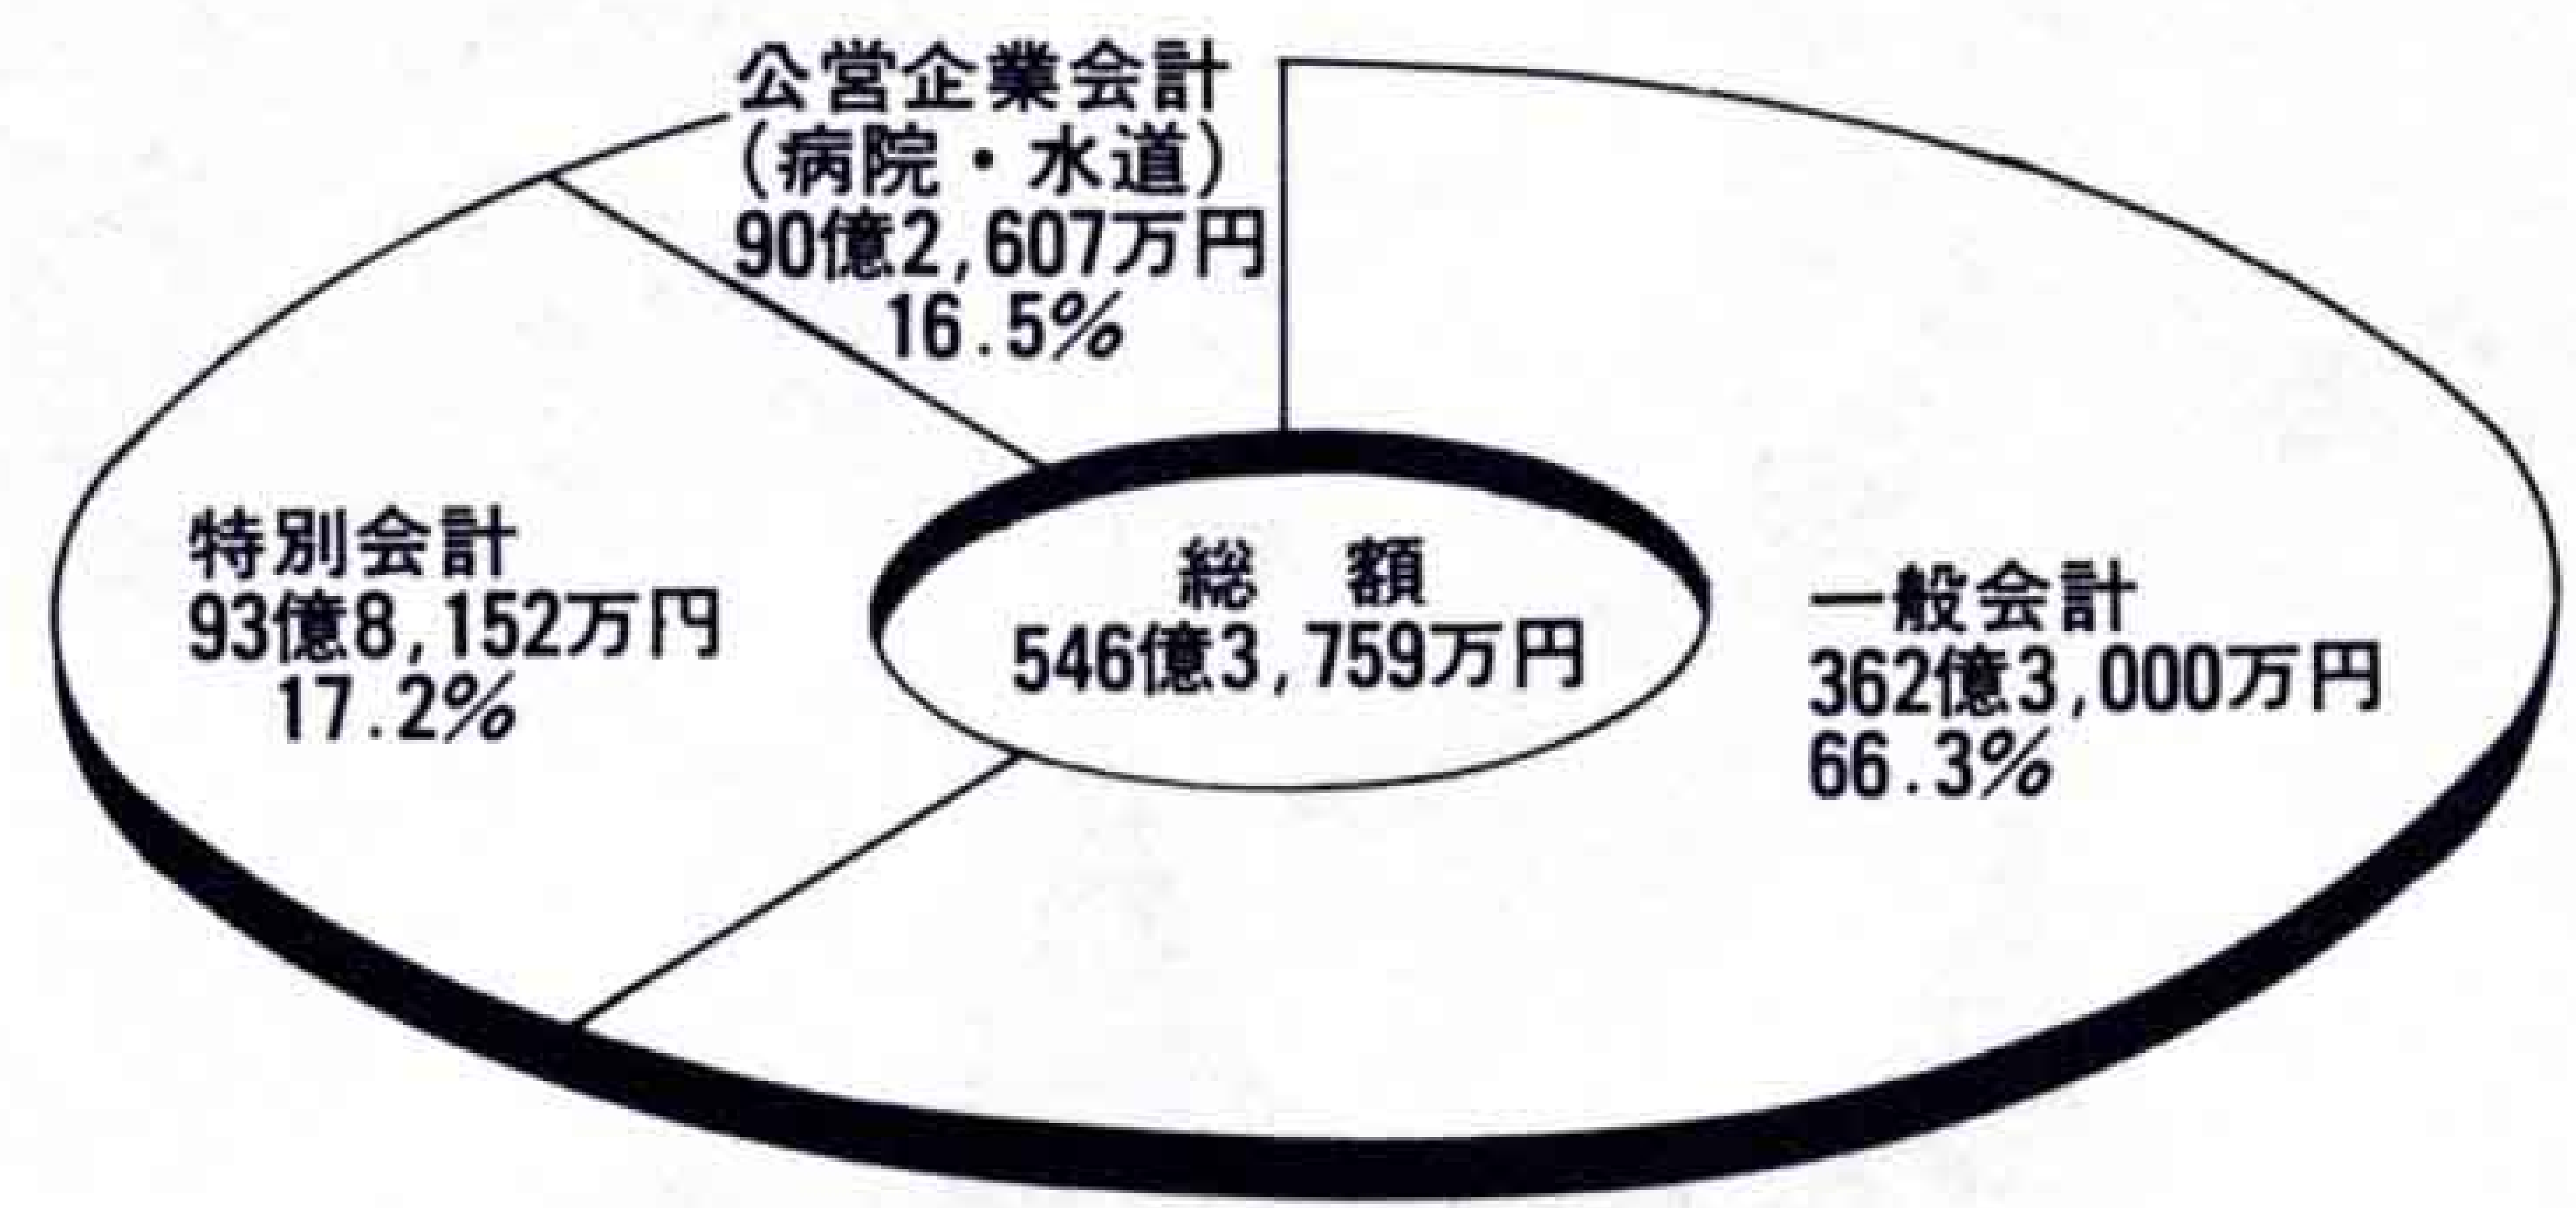 公営企業会計
(病院・水道)
90億2,607万円
16.5%
特別会計
93億8,152万円
17.2%
総 額
546億3,759万円
一般会計
362億3,000万円
66.3%